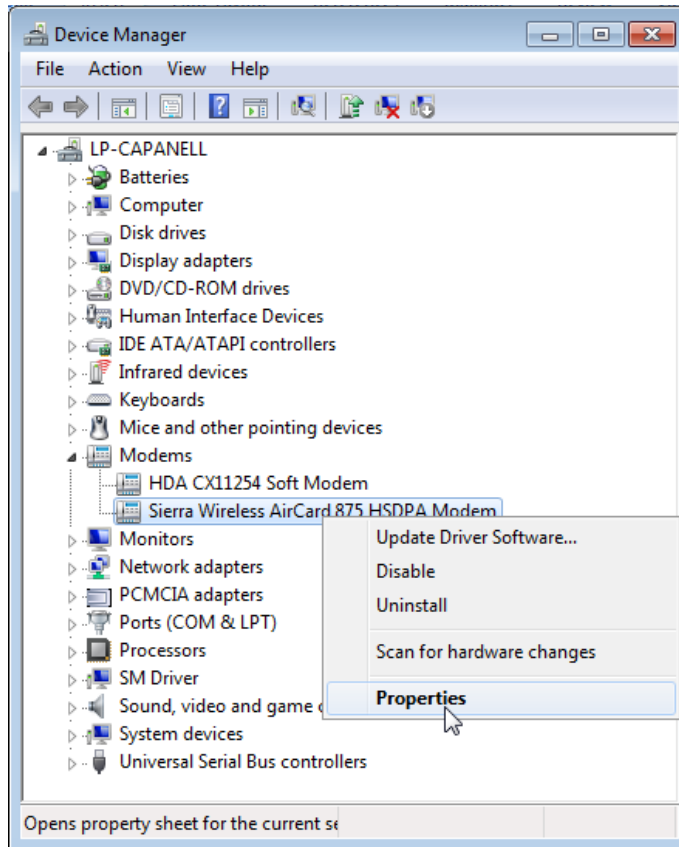 Device Manager
File Action View Help
LP-CAPANELL
Batteries
Computer
Disk drives
Display adapters
DVD/CD-ROM drives
Human Interface Devices
IDE ATA/ATAPI controllers
Infrared devices
Keyboards
Mice and other pointing devices
Modems
HDA CX11254 Soft Modem
Sierra Wireless AirCard 875 HSDPA Modem
Update Driver Software...
Disable
Uninstall
Scan for hardware changes
Properties
Monitors
Network adapters
PCMCIA adapters
Ports (COM & LPT)
Processors
SM Driver
Sound, video and game
System devices
Universal Serial Bus controllers
Opens property sheet for the current